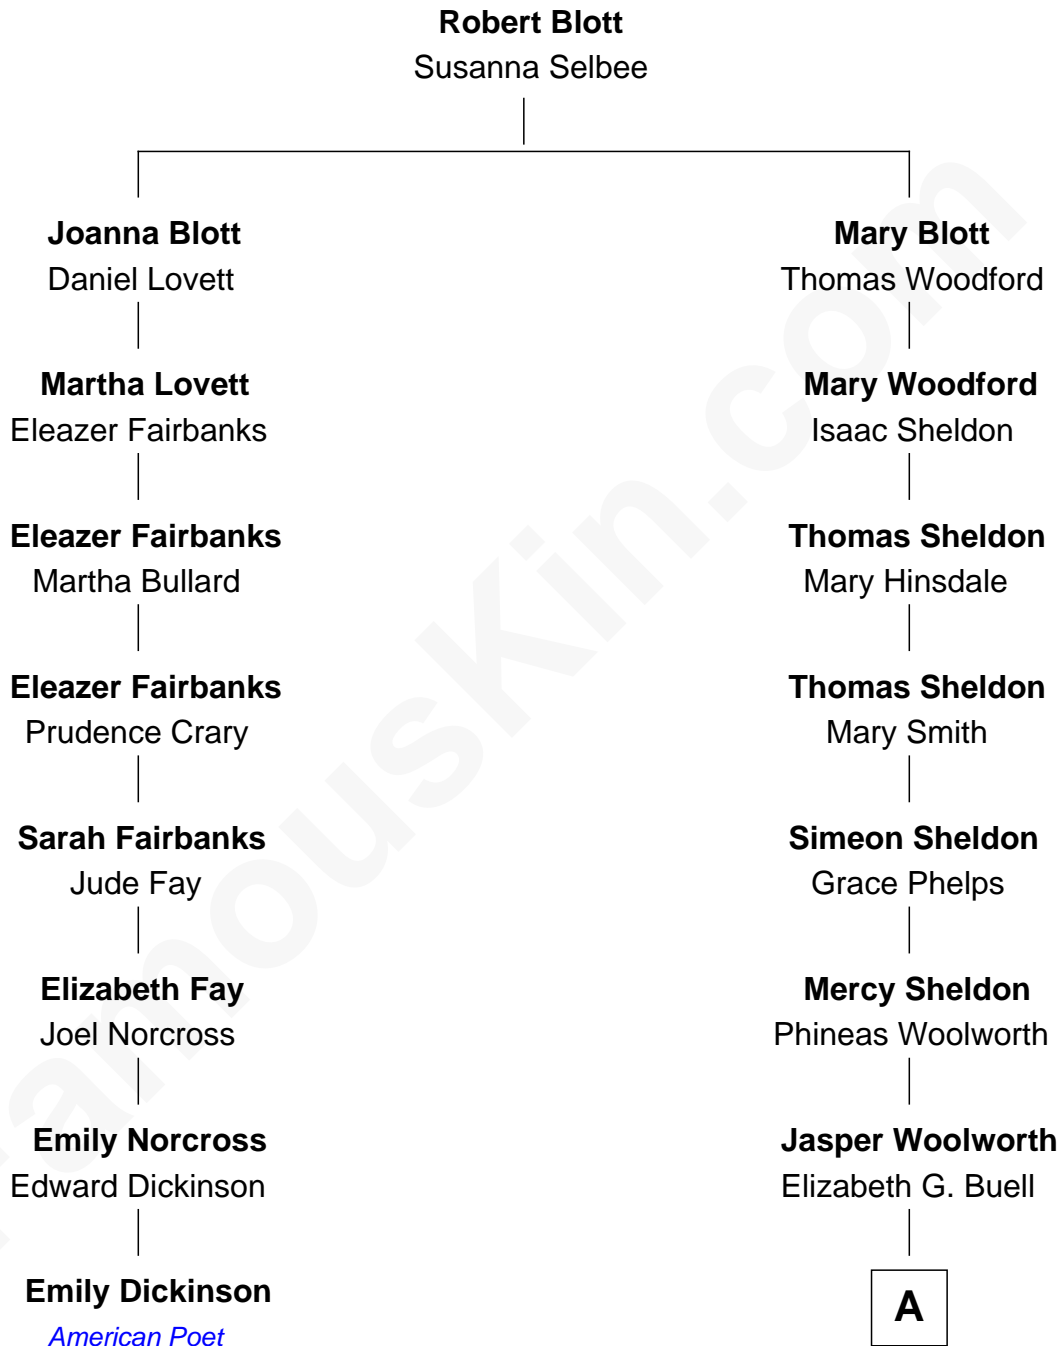 Robert Blott
Susanna Selbee
Joanna Blott
Daniel Lovett
Mary Blott
Thomas Woodford
Martha Lovett
Eleazer Fairbanks
Mary Woodford
Isaac Sheldon
Eleazer Fairbanks
Martha Bullard
Thomas Sheldon
Mary Hinsdale
Eleazer Fairbanks
Prudence Crary
Thomas Sheldon
Mary Smith
Sarah Fairbanks
Jude Fay
Simeon Sheldon
Grace Phelps
Elizabeth Fay
Joel Norcross
Mercy Sheldon
Phineas Woolworth
Emily Norcross
Edward Dickinson
Jasper Woolworth
Elizabeth G. Buell
Emily Dickinson
American Poet
A
FamousKin.com